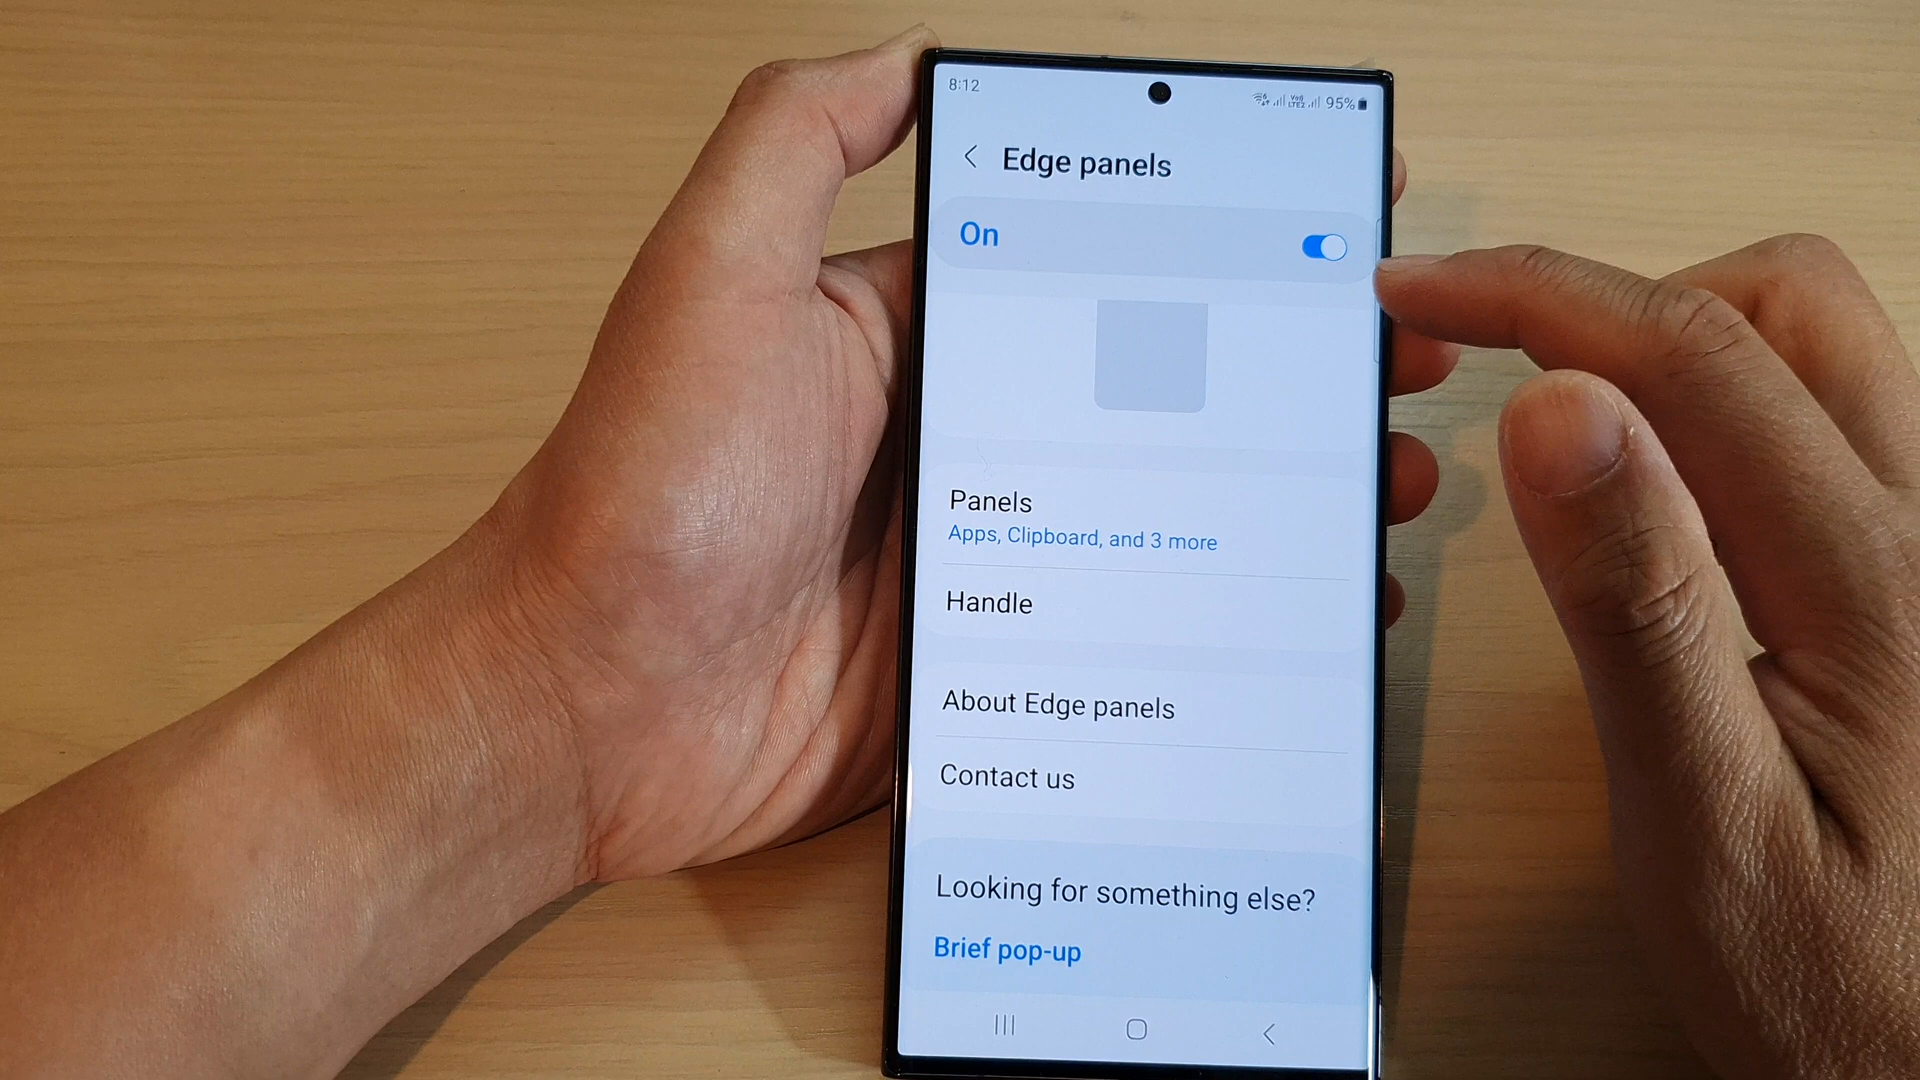 8:12
95%
Edge panels
On
Panels
Apps, Clipboard, and 3 more
Handle
About Edge panels
Contact us
Looking for something else?
Brief pop-up